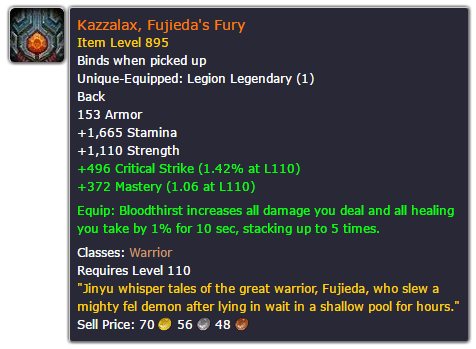 Kazzalax, Fujieda's Fury
Item Level 895
Binds when picked up
Unique-Equipped: Legion Legendary (1)
Back
153 Armor
+1,665 Stamina
+1,110 Strength
+496 Critical Strike (1.42% at L110)
+372 Mastery (1.06 at L110)
Equip: Bloodthirst increases all damage you deal and all healing
you take by 1% for 10 sec, stacking up to 5 times.
Classes: Warrior
Requires Level 110
"Jinyu whisper tales of the great warrior, Fujieda, who slew a
mighty fel demon after lying in wait in a shallow pool for hours."
Sell Price: 70 56 48